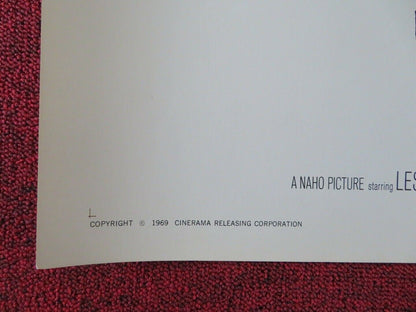 A NAHO PICTURE starring LES
COPYRIGHT © 1969 CINERAMA RELEASING CORPORATION